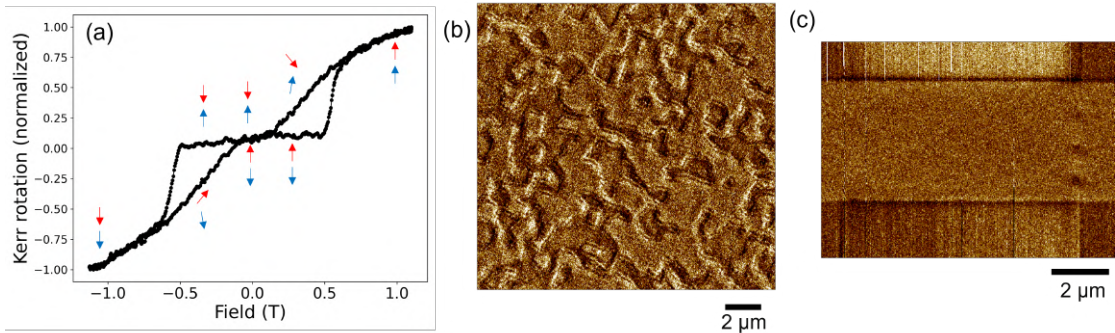 (a)
1.00
0.75
0.50
0.25
0.00
−0.25
−0.50
−0.75
−1.00
Kerr rotation (normalized)
−1.0
−0.5
0.0
0.5
1.0
Field (T)
(b)
2 μm
(c)
2 μm